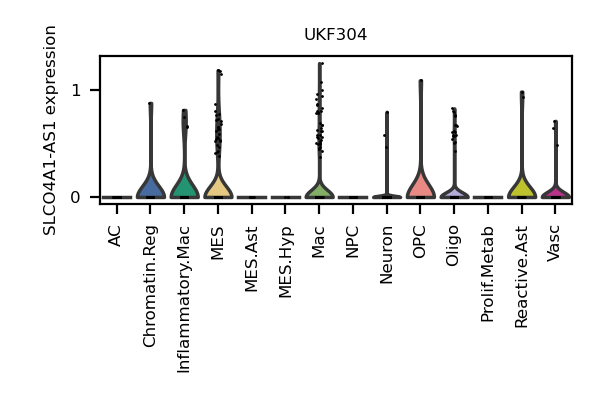 UKF304
SLCO4A1-AS1 expression
1
0
AC
Chromatin.Reg
Inflammatory.Mac
MES
MES.Ast
MES.Hyp
Mac
NPC
Neuron
OPC
Oligo
Prolif.Metab
Reactive.Ast
Vasc